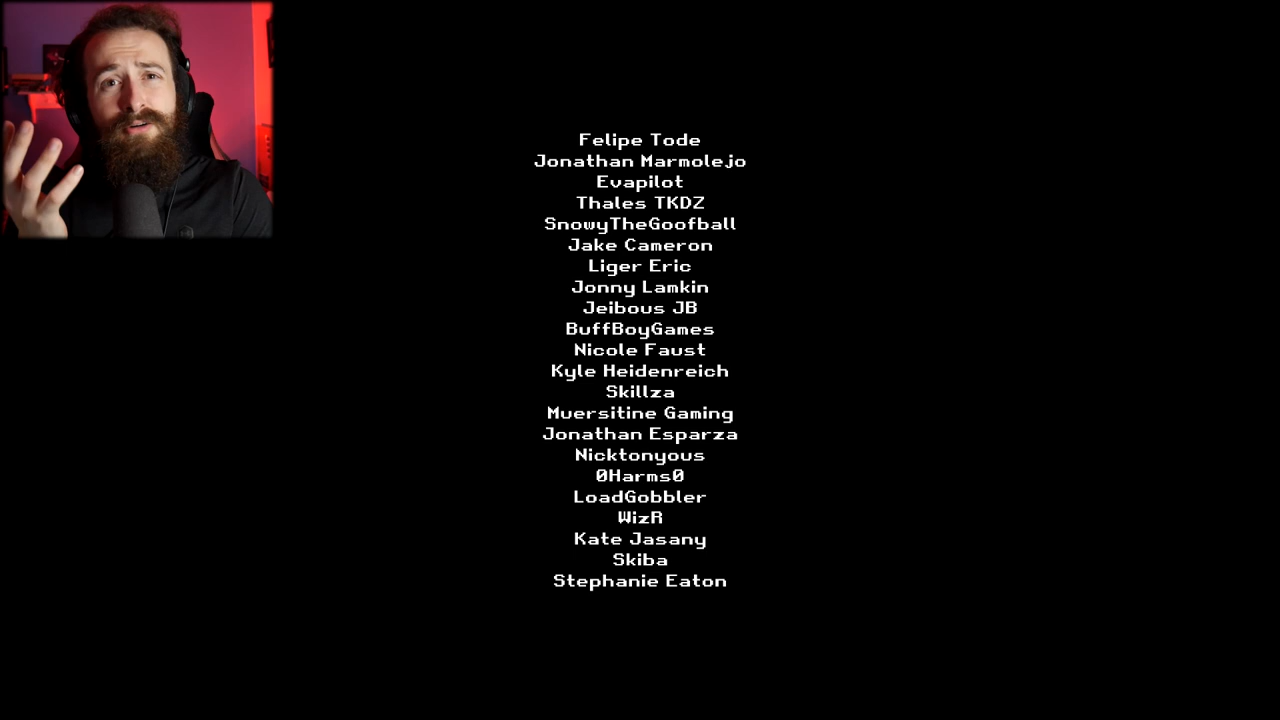 Felipe Tode
Jonathan Marmolejo
Evapilot
Thales TKDZ
SnowyTheGoofball
Jake Cameron
Liger Eric
Jonny Lamkin
Jeibous JB
BuffBoyGames
Nicole Faust
Kyle Heidenreich
Skillza
Muersitine Gaming
Jonathan Esparza
Nicktonyous
0Harms0
LoadGobbler
WizR
Kate Jasany
Skiba
Stephanie Eaton